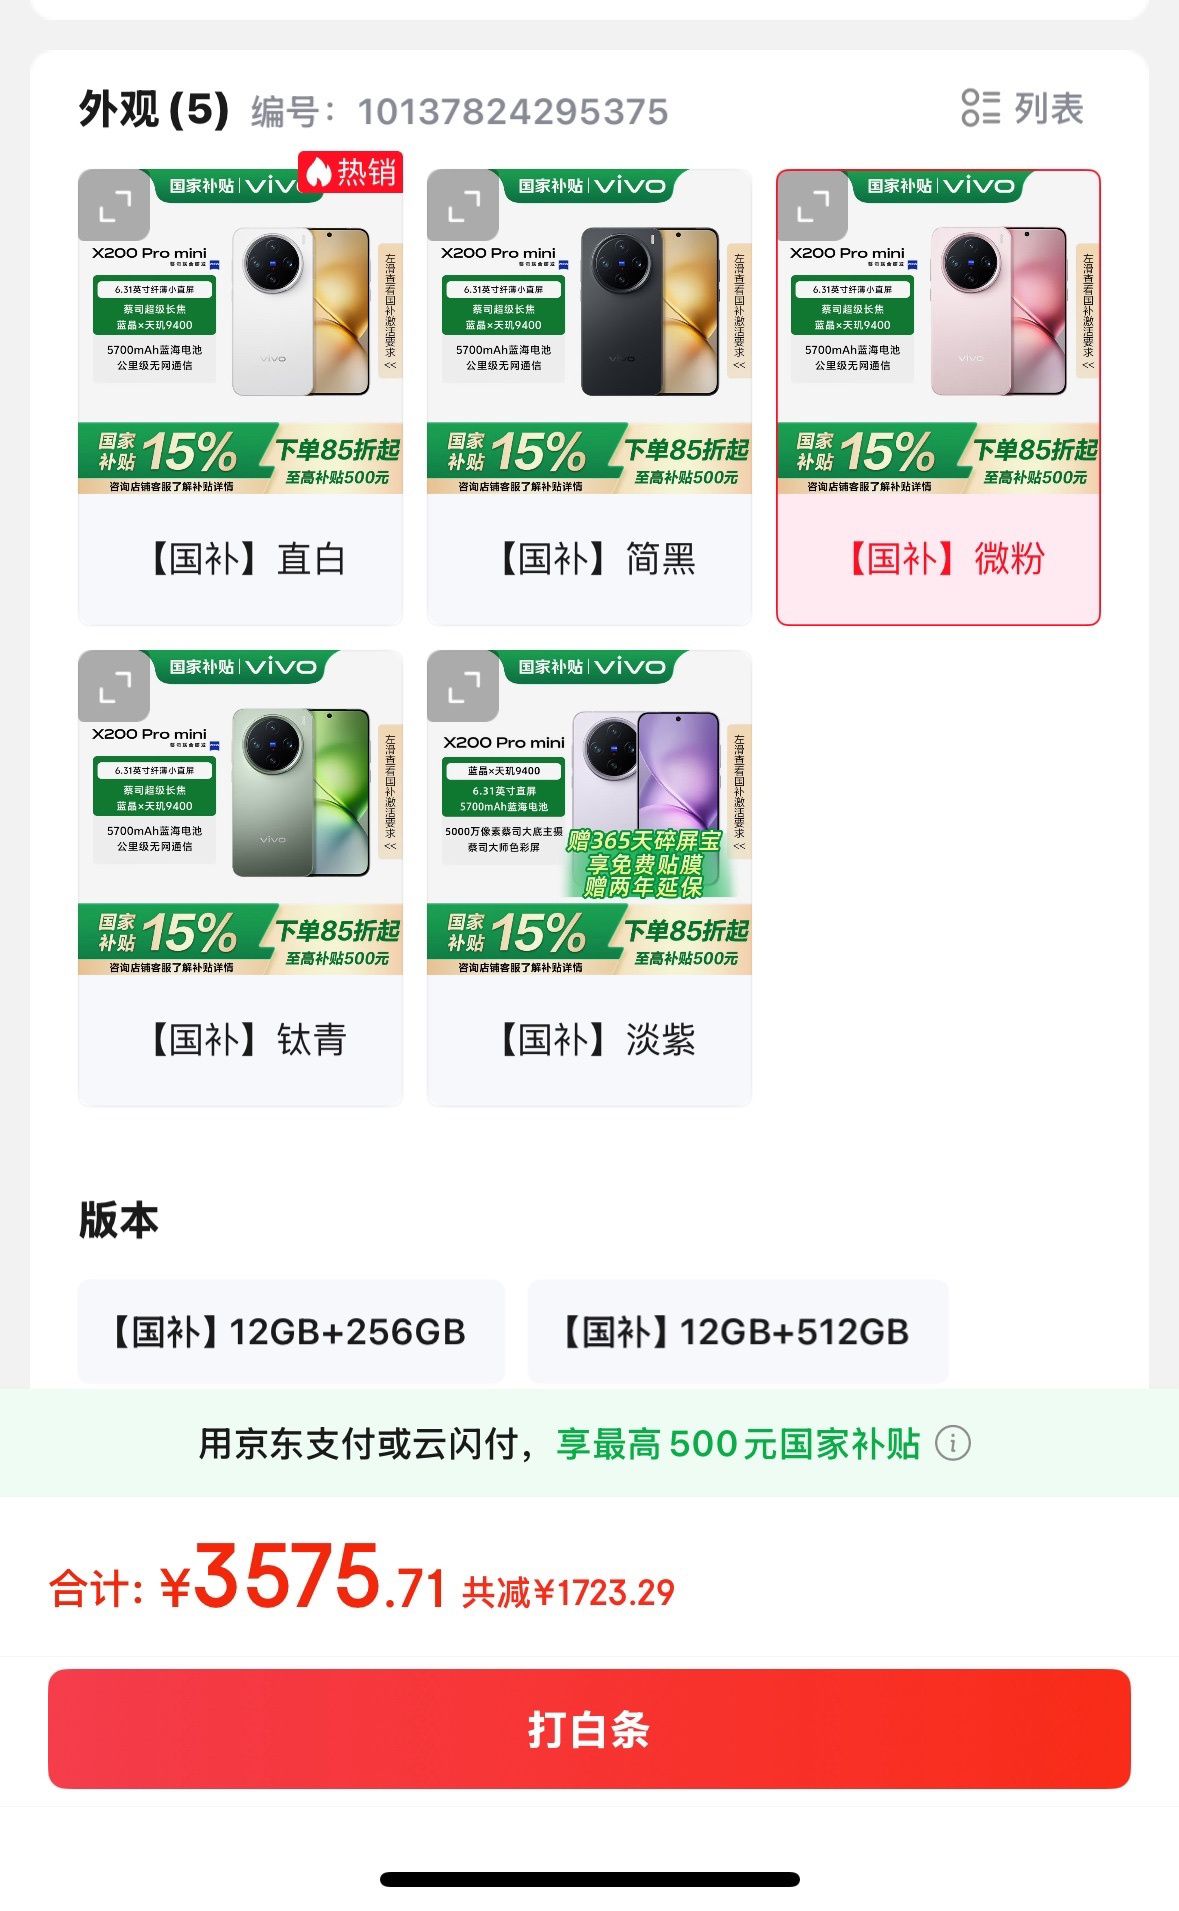 外观(5) 编号：10137824295375 列表
热销
国家补贴 vivo
X200 Pro mini
6.31英寸纤薄小直屏
蔡司超级长焦
蓝晶×天玑9400
5700mAh蓝海电池
公里级无网通信
vivo
左滑查看国补激活要求 <<
国家补贴 15% 下单85折起
至高补贴500元
咨询店铺客服了解补贴详情
【国补】直白
国家补贴 vivo
X200 Pro mini
6.31英寸纤薄小直屏
蔡司超级长焦
蓝晶×天玑9400
5700mAh蓝海电池
公里级无网通信
vivo
左滑查看国补激活要求 <<
国家补贴 15% 下单85折起
至高补贴500元
咨询店铺客服了解补贴详情
【国补】简黑
国家补贴 vivo
X200 Pro mini
6.31英寸纤薄小直屏
蔡司超级长焦
蓝晶×天玑9400
5700mAh蓝海电池
公里级无网通信
vivo
左滑查看国补激活要求 <<
国家补贴 15% 下单85折起
至高补贴500元
咨询店铺客服了解补贴详情
【国补】微粉
国家补贴 vivo
X200 Pro mini
6.31英寸纤薄小直屏
蔡司超级长焦
蓝晶×天玑9400
5700mAh蓝海电池
公里级无网通信
vivo
左滑查看国补激活要求 <<
国家补贴 15% 下单85折起
至高补贴500元
咨询店铺客服了解补贴详情
【国补】钛青
国家补贴 vivo
X200 Pro mini
蓝晶×天玑9400
6.31英寸直屏
5700mAh蓝海电池
5000万像素蔡司大底主摄
蔡司大师色彩屏
赠365天碎屏宝
享免费贴膜
赠两年延保
左滑查看国补激活要求 <<
国家补贴 15% 下单85折起
至高补贴500元
咨询店铺客服了解补贴详情
【国补】淡紫
版本
【国补】12GB+256GB 【国补】12GB+512GB
用京东支付或云闪付，享最高500元国家补贴
合计: ¥3575.71 共减¥1723.29
打白条